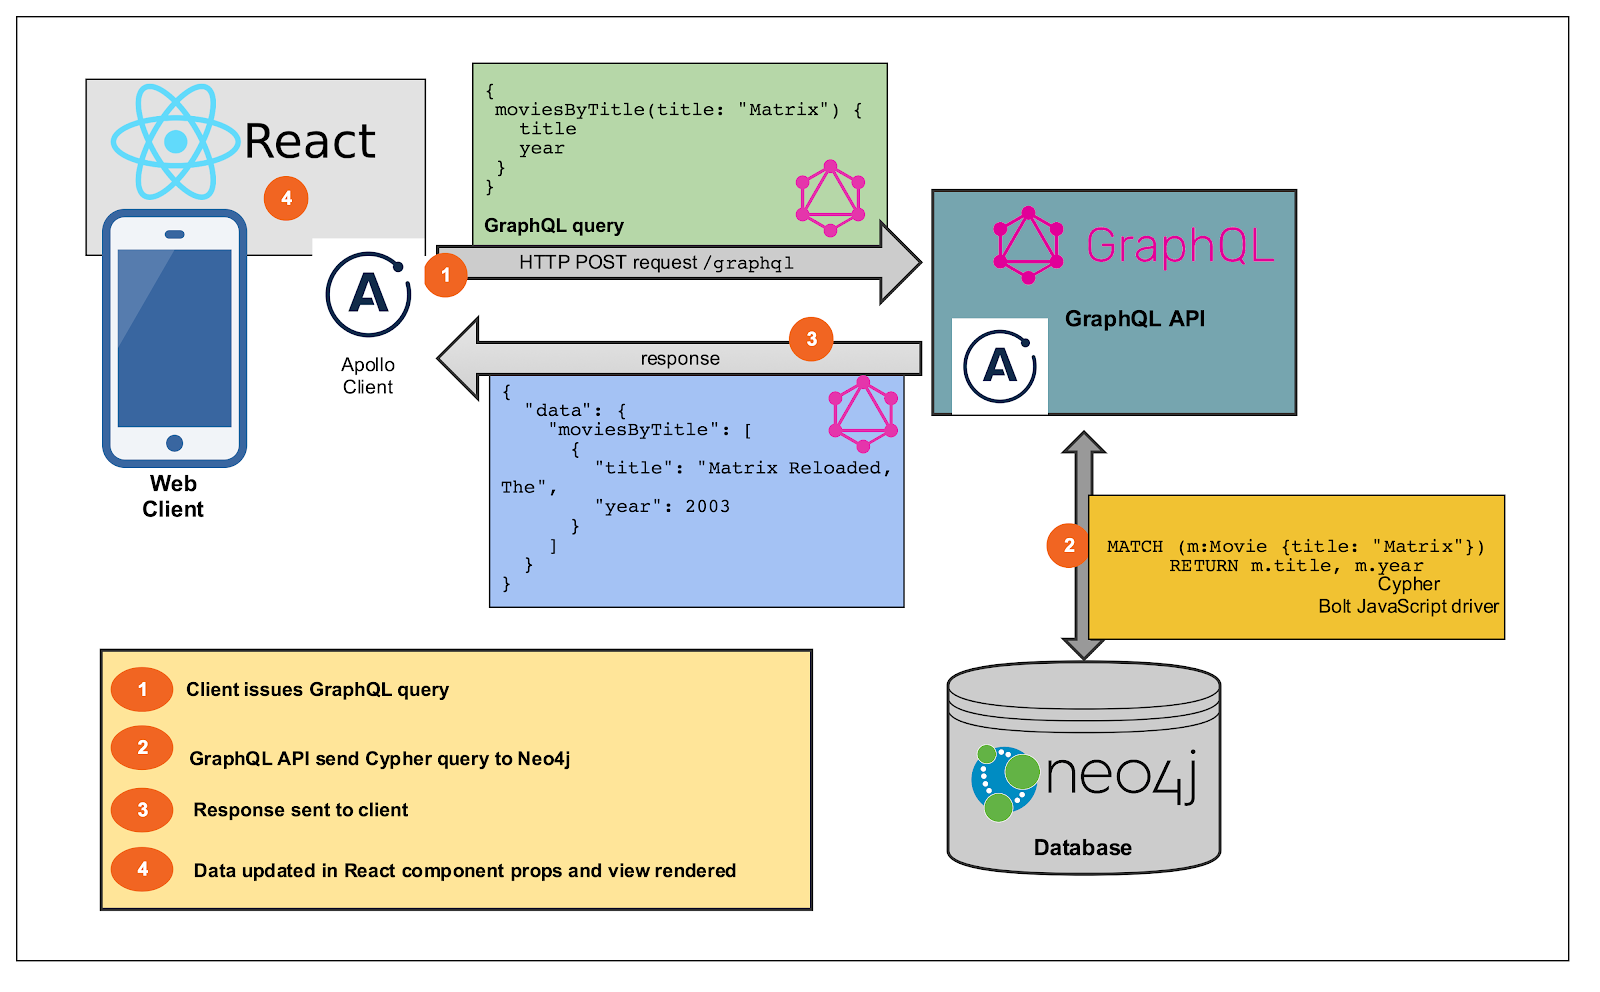 React
4
{
moviesByTitle(title: "Matrix") {
title
year
}
}
GraphQL query
1
HTTP POST request /graphql
GraphQL
GraphQL API
A
Apollo
Client
A
3
response
{
"data": {
"moviesByTitle": [
{
"title": "Matrix Reloaded,
The",
"year": 2003
}
]
}
}
Web
Client
2
MATCH (m:Movie {title: "Matrix"})
RETURN m.title, m.year
Cypher
Bolt JavaScript driver
1 Client issues GraphQL query
2 GraphQL API send Cypher query to Neo4j
3 Response sent to client
4 Data updated in React component props and view rendered
neo4j
Database